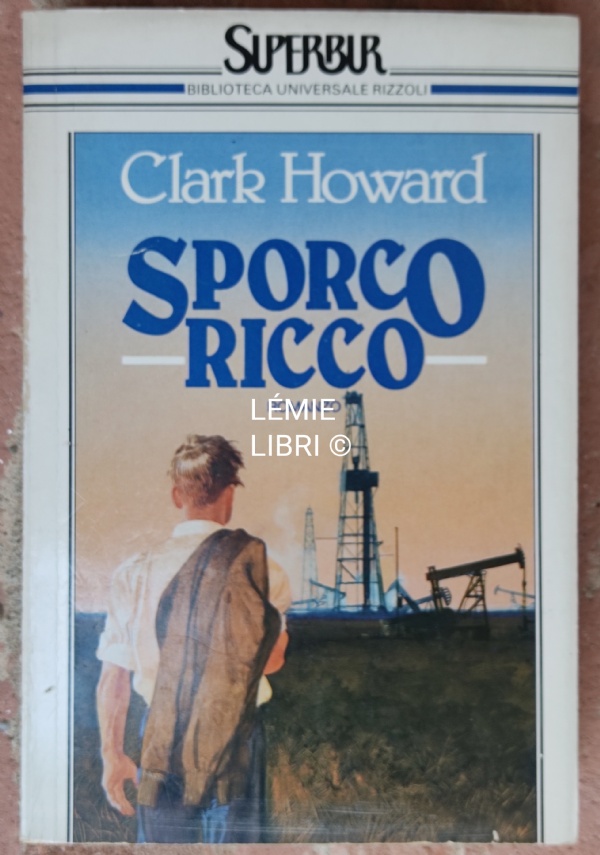 SUPERBUR
BIBLIOTECA UNIVERSALE RIZZOLI
Clark Howard
SPORCO
RICCO
LÉMIE
LIBRI ©